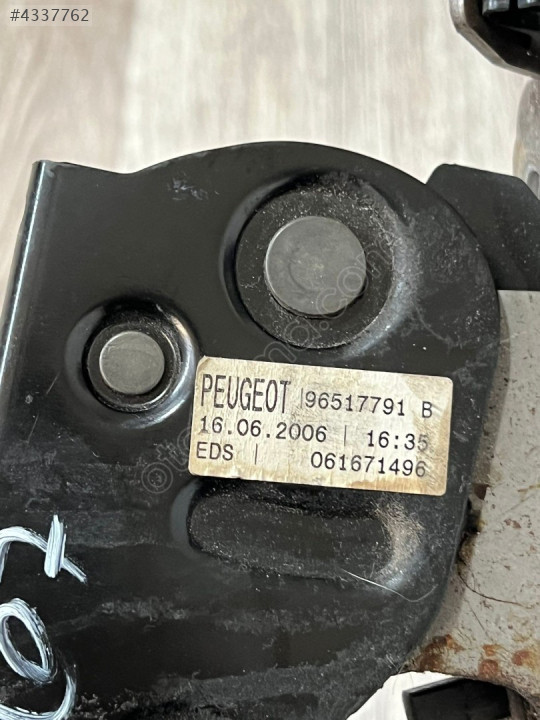 #4337762
PEUGEOT | 96517791 B
16.06.2006 | 16:35
EDS | 061671496